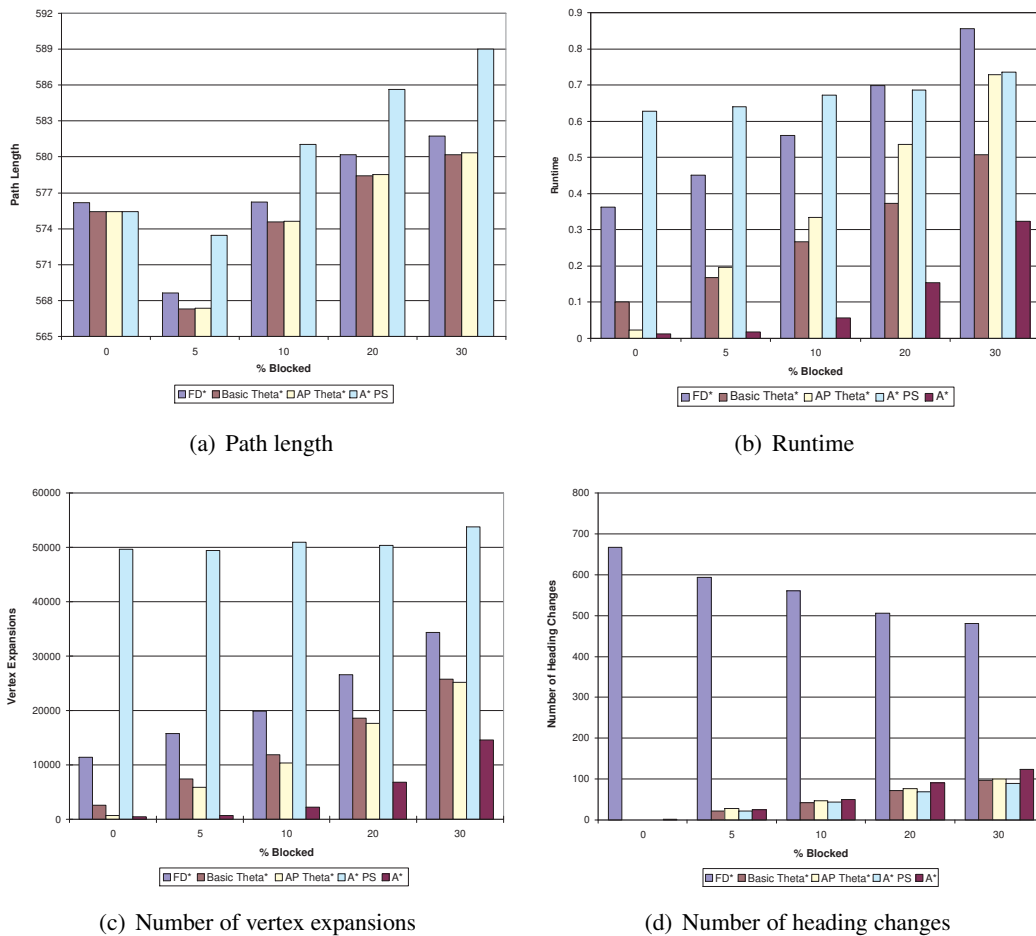 592
589
586
583
580
577
574
571
568
565
Path Length
0 5 10 20 30
% Blocked
FD* Basic Theta* AP Theta* A* PS
(a) Path length
0.9
0.8
0.7
0.6
0.5
0.4
0.3
0.2
0.1
0
Runtime
0 5 10 20 30
% Blocked
FD* Basic Theta* AP Theta* A* PS A*
(b) Runtime
60000
50000
40000
30000
20000
10000
0
Vertex Expansions
0 5 10 20 30
% Blocked
FD* Basic Theta* AP Theta* A* PS A*
(c) Number of vertex expansions
800
700
600
500
400
300
200
100
0
Number of Heading Changes
0 5 10 20 30
% Blocked
FD* Basic Theta* AP Theta* A* PS A*
(d) Number of heading changes